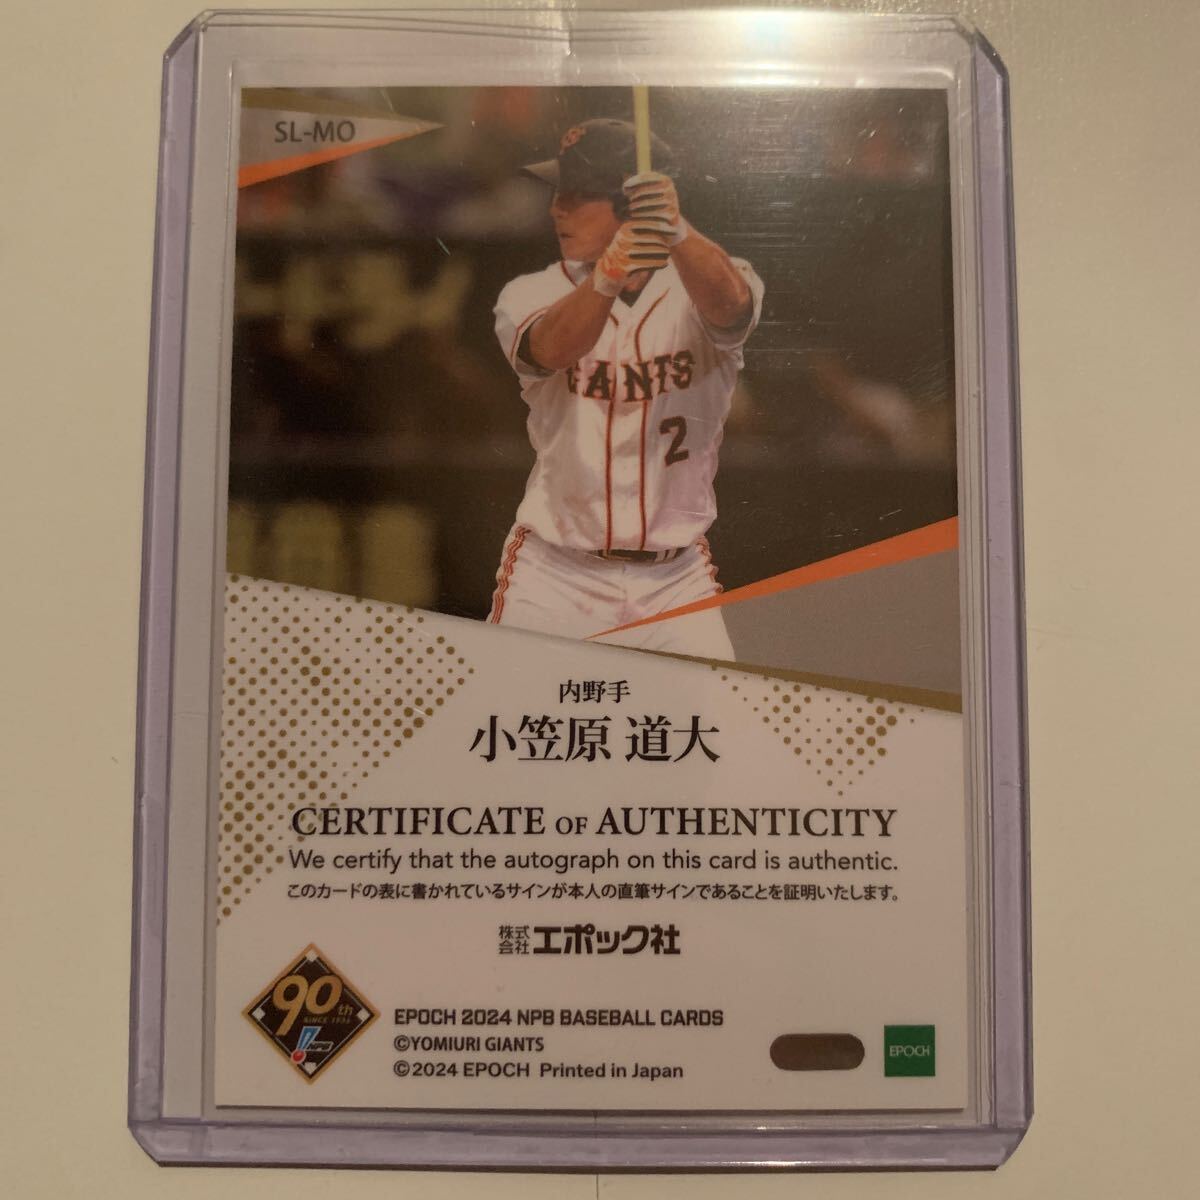 SL-MO
GIANTS
2
内野手
小笠原 道大
CERTIFICATE OF AUTHENTICITY
We certify that the autograph on this card is authentic.
このカードの表に書かれているサインが本人の直筆サインであることを証明いたします。
株式会社エポック社
90th
SINCE 1934
NPB
EPOCH 2024 NPB BASEBALL CARDS
©YOMIURI GIANTS
©2024 EPOCH Printed in Japan
EPOCH